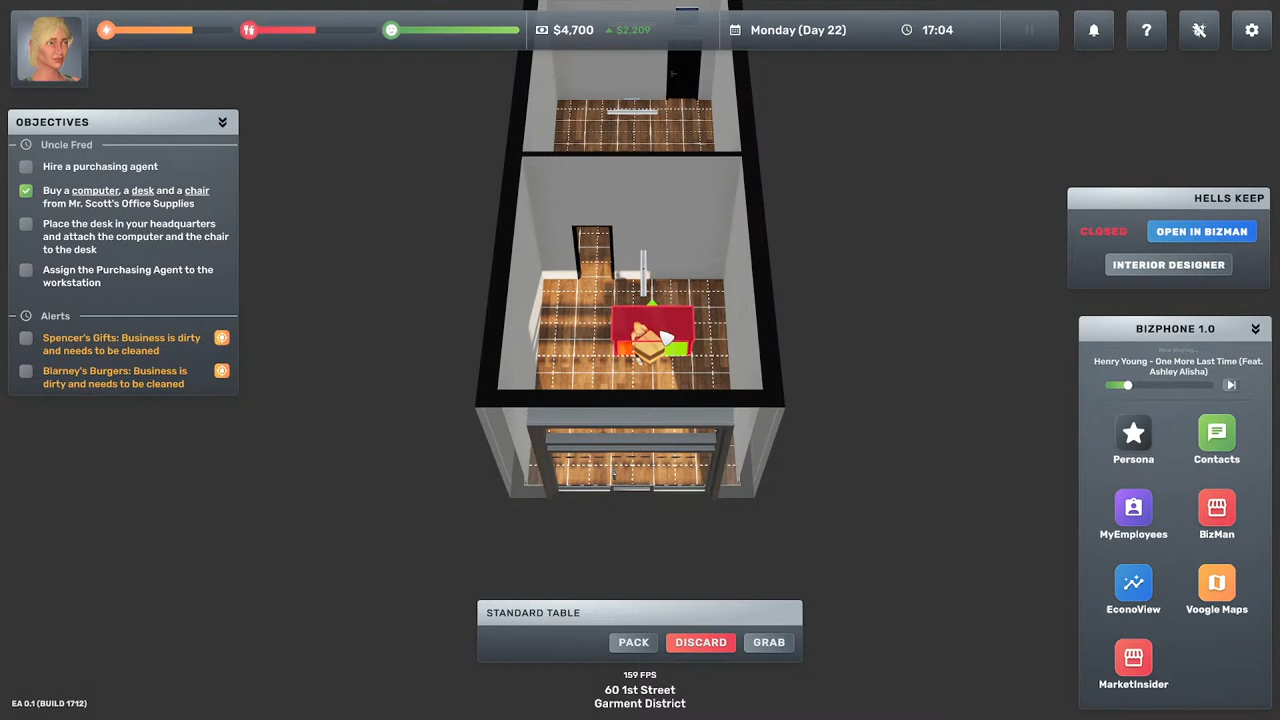 $4,700
$2,209
Monday (Day 22)
17:04
OBJECTIVES
Uncle Fred
Hire a purchasing agent
Buy a computer, a desk and a chair
from Mr. Scott's Office Supplies
Place the desk in your headquarters
and attach the computer and the chair
to the desk
Assign the Purchasing Agent to the
workstation
Alerts
Spencer's Gifts: Business is dirty
and needs to be cleaned
Blarney's Burgers: Business is
dirty and needs to be cleaned
HELLS KEEP
CLOSED
OPEN IN BIZMAN
INTERIOR DESIGNER
BIZPHONE 1.0
Now playing...
Henry Young - One More Last Time (Feat.
Ashley Alisha)
Persona
Contacts
MyEmployees
BizMan
EconoView
Voogle Maps
MarketInsider
STANDARD TABLE
PACK
DISCARD
GRAB
159 FPS
60 1st Street
Garment District
EA 0.1 (BUILD 1712)